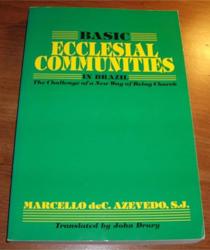 BASIC
ECCLESIAL
COMMUNITIES
IN BRAZIL
The Challenge of a New Way of Being Church
MARCELLO deC. AZEVEDO, S.J.
Translated by John Drury